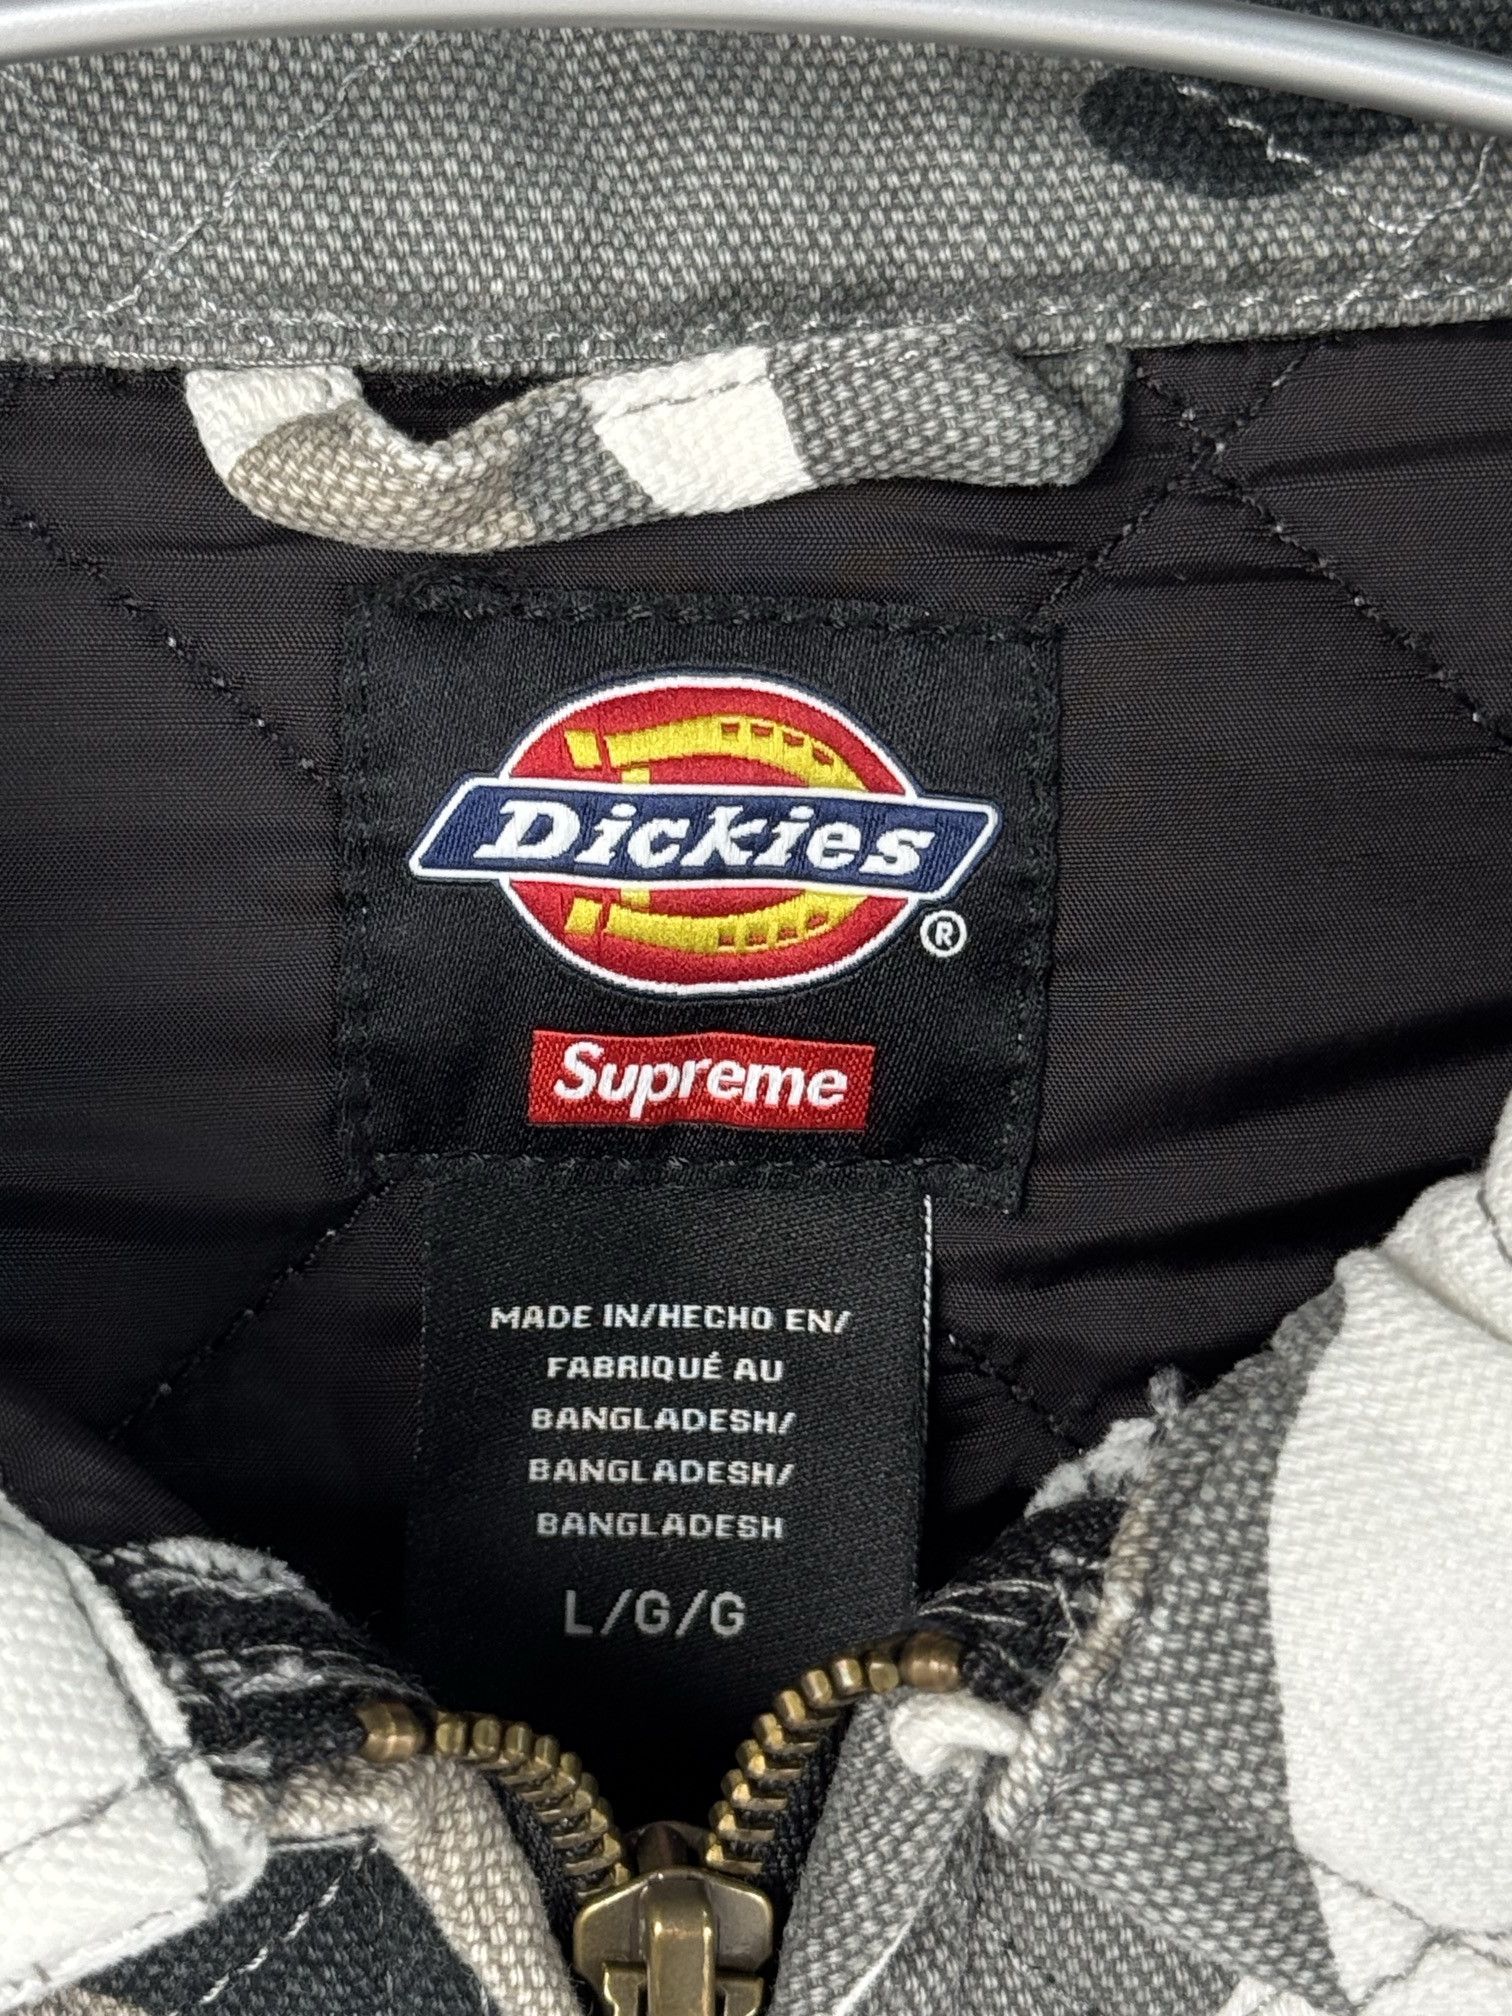 Dickies
®
Supreme
MADE IN/HECHO EN/
FABRIQUÉ AU
BANGLADESH/
BANGLADESH/
BANGLADESH
L/G/G